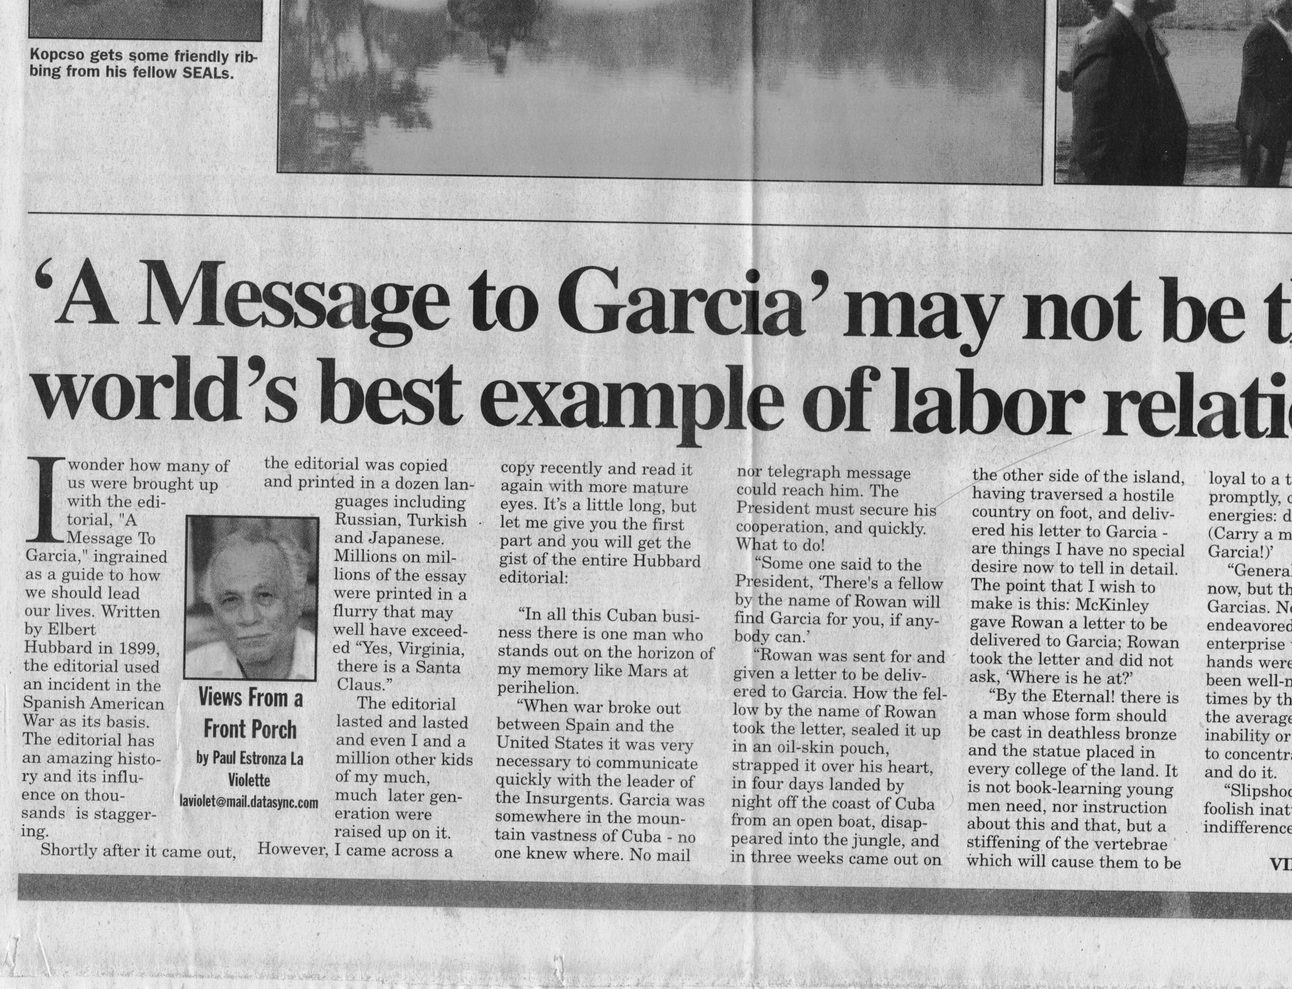 Kopcso gets some friendly rib-
bing from his fellow SEALs.
‘A Message to Garcia’ may not be
world’s best example of labor
I wonder how many of
us were brought up
with the edi-
torial, "A
Message To
Garcia," ingrained
as a guide to how
we should lead
our lives. Written
by Elbert
Hubbard in 1899,
the editorial used
an incident in the
Spanish American
War as its basis.
The editorial has
an amazing histo-
ry and its influ-
ence on thou-
sands is stagger-
ing.
Shortly after it came out,
Views From a
Front Porch
by Paul Estronza La
Violette
laviolet@mail.datasync.com
the editorial was copied
and printed in a dozen lan-
guages including
Russian, Turkish
and Japanese.
Millions on mil-
lions of the essay
were printed in a
flurry that may
well have exceed-
ed “Yes, Virginia,
there is a Santa
Claus.”
The editorial
lasted and lasted
and even I and a
million other kids
of my much,
much later gen-
eration were
raised up on it.
However, I came across a
copy recently and read it
again with more mature
eyes. It’s a little long, but
let me give you the first
part and you will get the
gist of the entire Hubbard
editorial:
“In all this Cuban busi-
ness there is one man who
stands out on the horizon of
my memory like Mars at
perihelion.
“When war broke out
between Spain and the
United States it was very
necessary to communicate
quickly with the leader of
the Insurgents. Garcia was
somewhere in the moun-
tain vastness of Cuba - no
one knew where. No mail
nor telegraph message
could reach him. The
President must secure his
cooperation, and quickly.
What to do!
“Some one said to the
President, ‘There's a fellow
by the name of Rowan will
find Garcia for you, if any-
body can.’
“Rowan was sent for and
given a letter to be deliv-
ered to Garcia. How the fel-
low by the name of Rowan
took the letter, sealed it up
in an oil-skin pouch,
strapped it over his heart,
in four days landed by
night off the coast of Cuba
from an open boat, disap-
peared into the jungle, and
in three weeks came out on
the other side of the island,
having traversed a hostile
country on foot, and deliv-
ered his letter to Garcia -
are things I have no special
desire now to tell in detail.
The point that I wish to
make is this: McKinley
gave Rowan a letter to be
delivered to Garcia; Rowan
took the letter and did not
ask, ‘Where is he at?’
“By the Eternal! there is
a man whose form should
be cast in deathless bronze
and the statue placed in
every college of the land. It
is not book-learning young
men need, nor instruction
about this and that, but a
stiffening of the vertebrae
which will cause them to be
loyal to a
promptly,
energies:
(Carry a
Garcia!)’
“General
now, but
Garcias.
endeavored
enterprise
hands were
been
times by
the average
inability or
to
and do it.
foolish
indifference